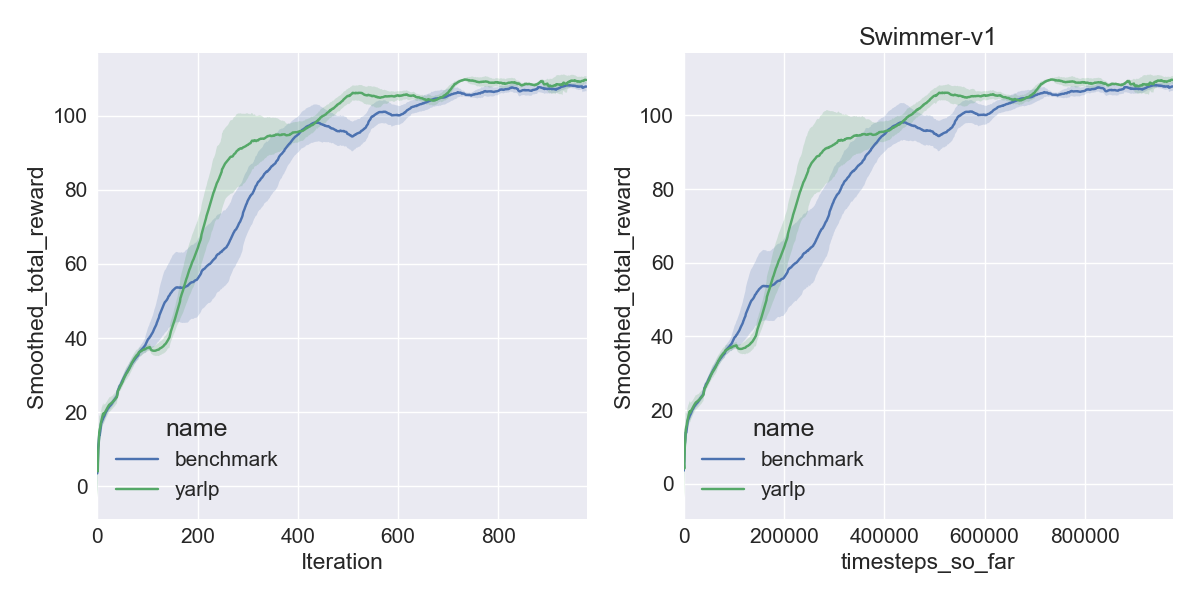 Smoothed_total_reward
100
80
60
40
20
0
name
benchmark
yarlp
0 200 400 600 800
Iteration
Swimmer-v1
Smoothed_total_reward
100
80
60
40
20
0
name
benchmark
yarlp
0 200000 400000 600000 800000
timesteps_so_far